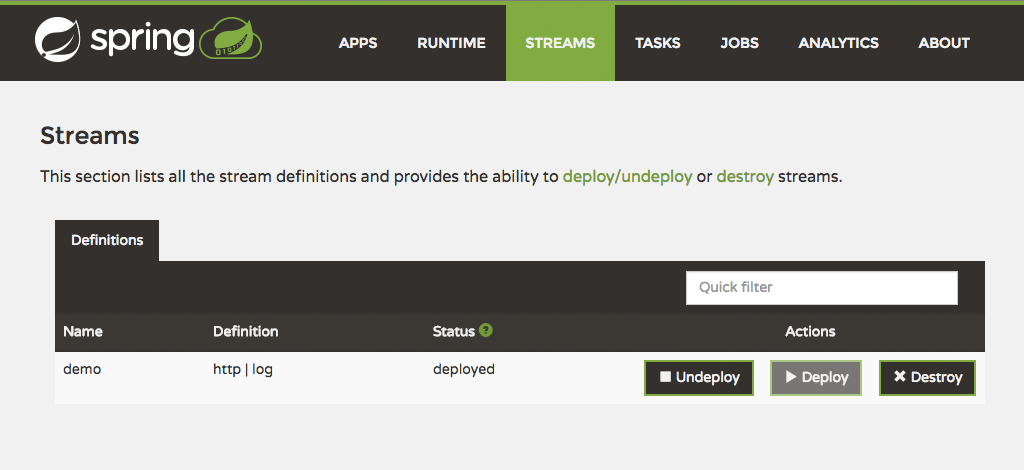 spring APPS RUNTIME STREAMS TASKS JOBS ANALYTICS ABOUT
Streams
This section lists all the stream definitions and provides the ability to deploy/undeploy or destroy streams.
Definitions
Quick filter
Name Definition Status ? Actions
demo http | log deployed Undeploy Deploy Destroy